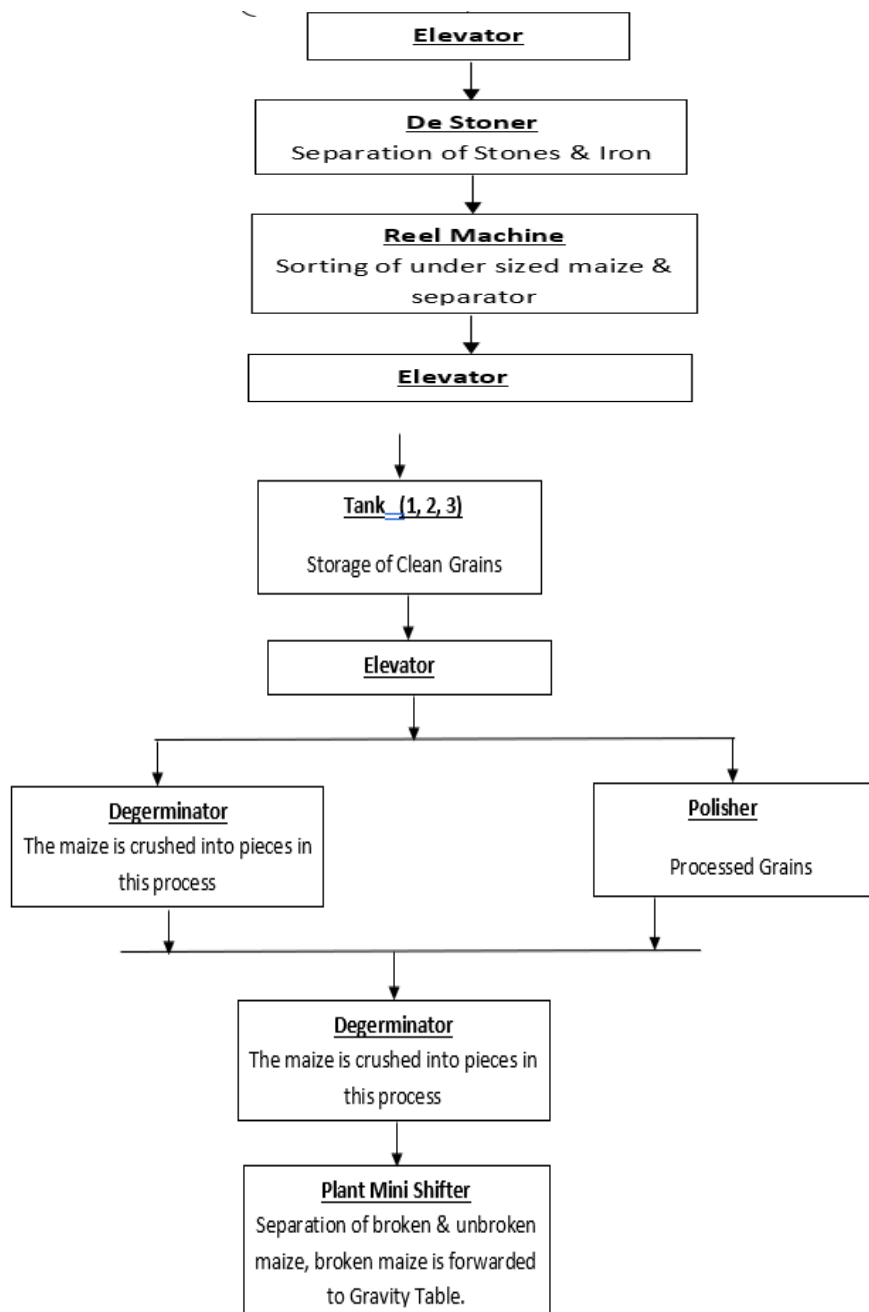 Elevator
De Stoner
Separation of Stones & Iron
Reel Machine
Sorting of under sized maize &
separator
Elevator
Tank (1, 2, 3)
Storage of Clean Grains
Elevator
Degerminator
The maize is crushed into pieces in
this process
Polisher
Processed Grains
Degerminator
The maize is crushed into pieces in
this process
Plant Mini Shifter
Separation of broken & unbroken
maize, broken maize is forwarded
to Gravity Table.